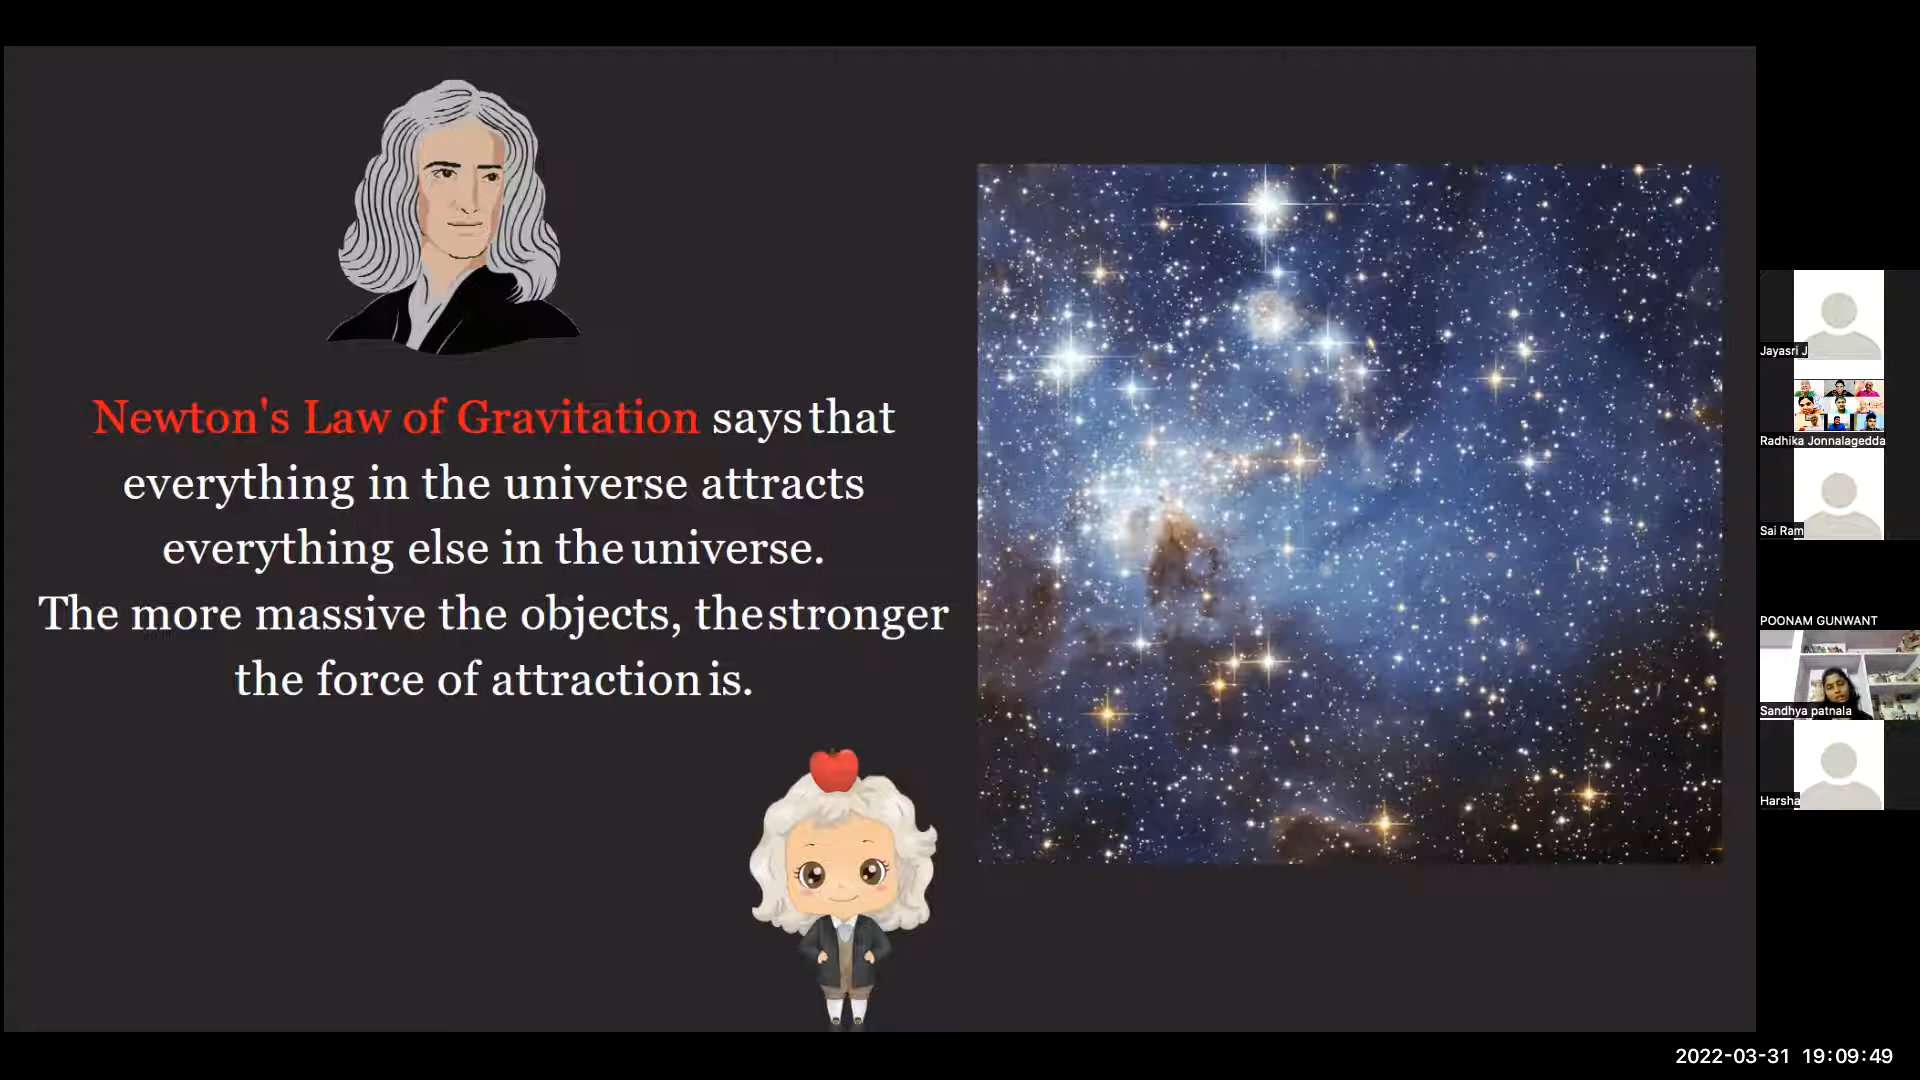 Newton's Law of Gravitation says that
everything in the universe attracts
everything else in the universe.
The more massive the objects, the stronger
the force of attraction is.
Jayasri J
Radhika Jonnalagedda
Sai Ram
POONAM GUNWANT
Sandhya patnala
Harsha
2022-03-31 19:09:49